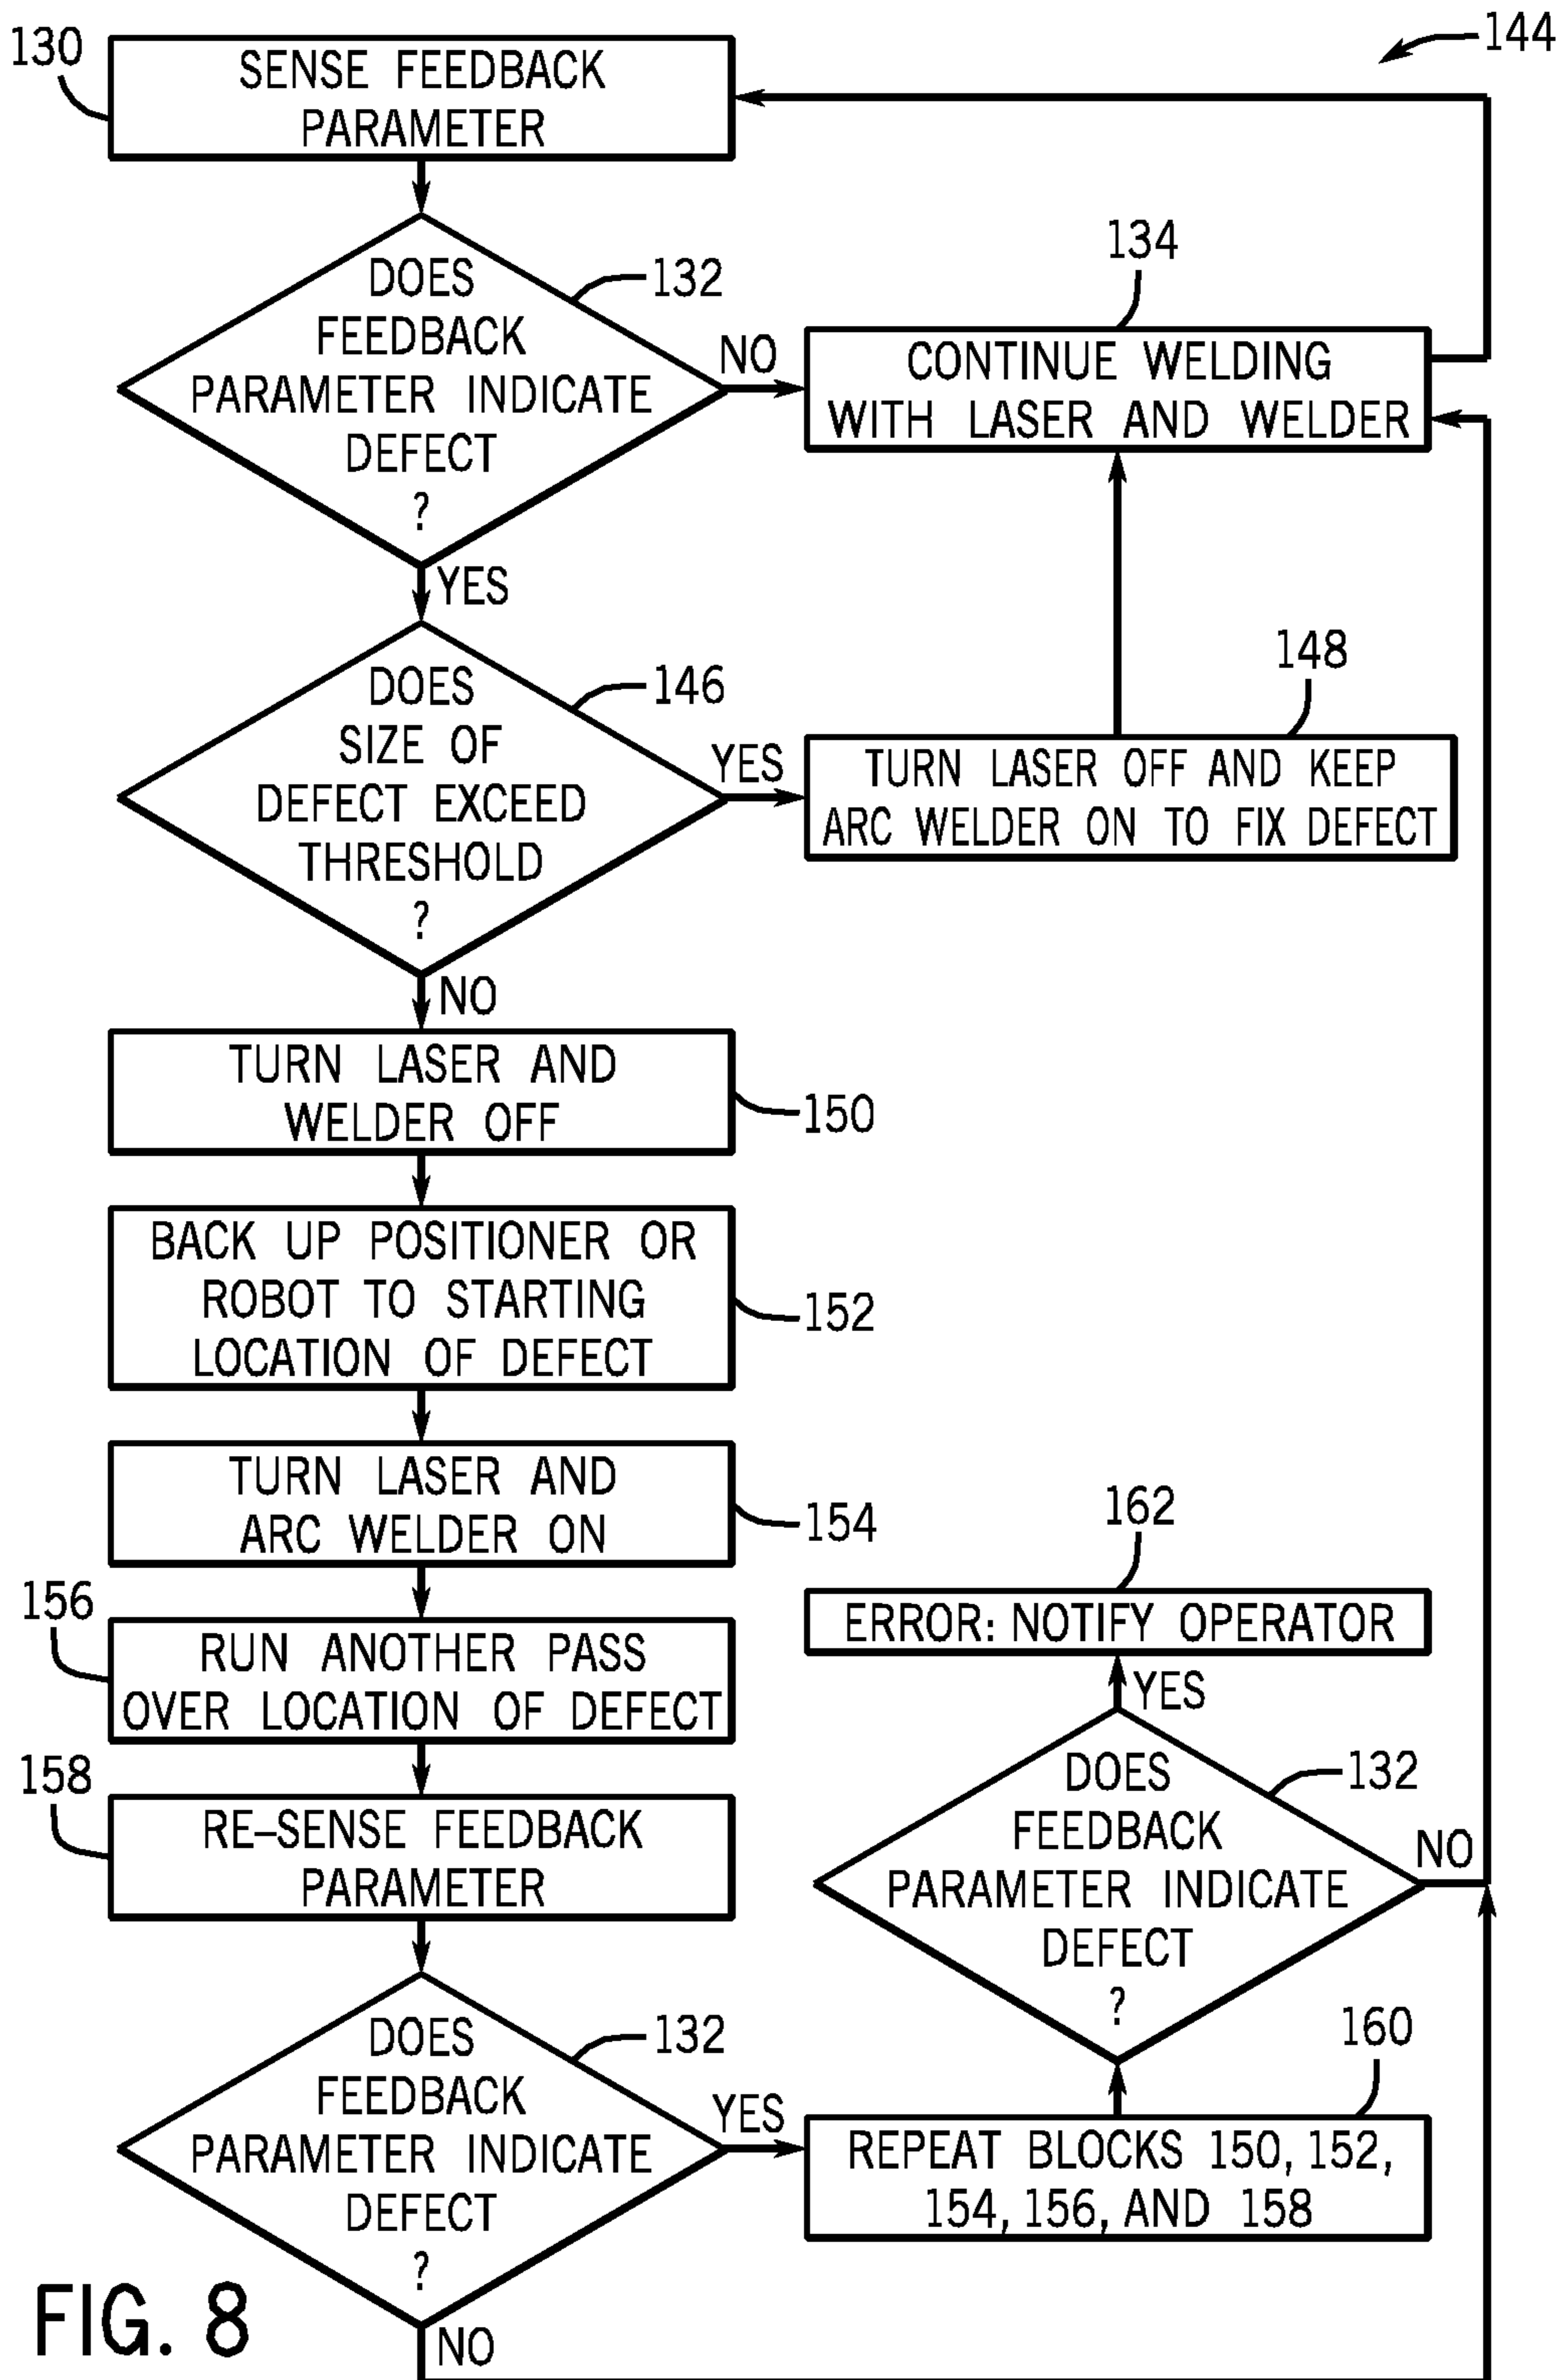 144
130
SENSE FEEDBACK
PARAMETER
132
DOES
FEEDBACK
PARAMETER INDICATE
DEFECT
?
NO
134
CONTINUE WELDING
WITH LASER AND WELDER
YES
146
DOES
SIZE OF
DEFECT EXCEED
THRESHOLD
?
YES
148
TURN LASER OFF AND KEEP
ARC WELDER ON TO FIX DEFECT
NO
TURN LASER AND
WELDER OFF
150
BACK UP POSITIONER OR
ROBOT TO STARTING
LOCATION OF DEFECT
152
TURN LASER AND
ARC WELDER ON
154
156
RUN ANOTHER PASS
OVER LOCATION OF DEFECT
158
RE-SENSE FEEDBACK
PARAMETER
132
DOES
FEEDBACK
PARAMETER INDICATE
DEFECT
?
YES
160
REPEAT BLOCKS 150, 152,
154, 156, AND 158
132
DOES
FEEDBACK
PARAMETER INDICATE
DEFECT
?
NO
YES
162
ERROR: NOTIFY OPERATOR
NO
FIG. 8